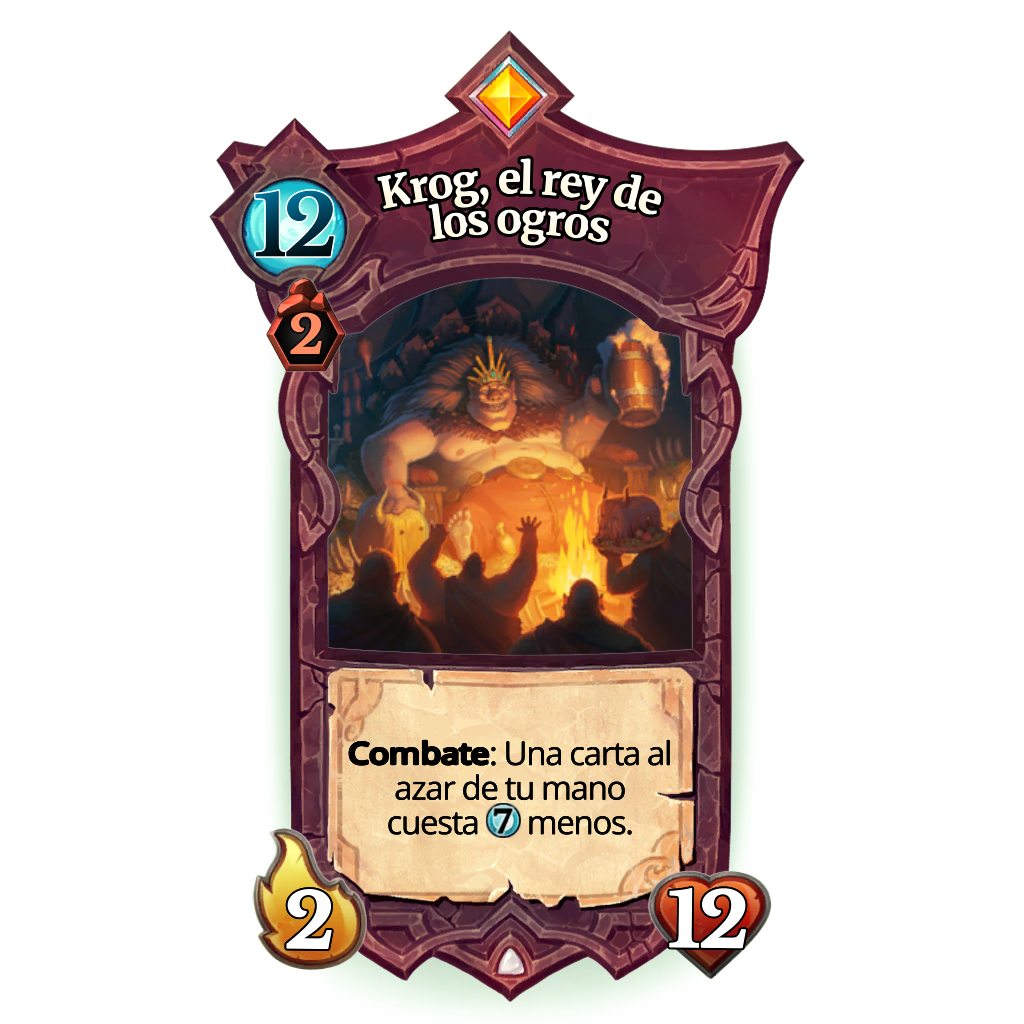 Krog, el rey de
los ogros
12
2
Combate: Una carta al
azar de tu mano
cuesta 7 menos.
2
12